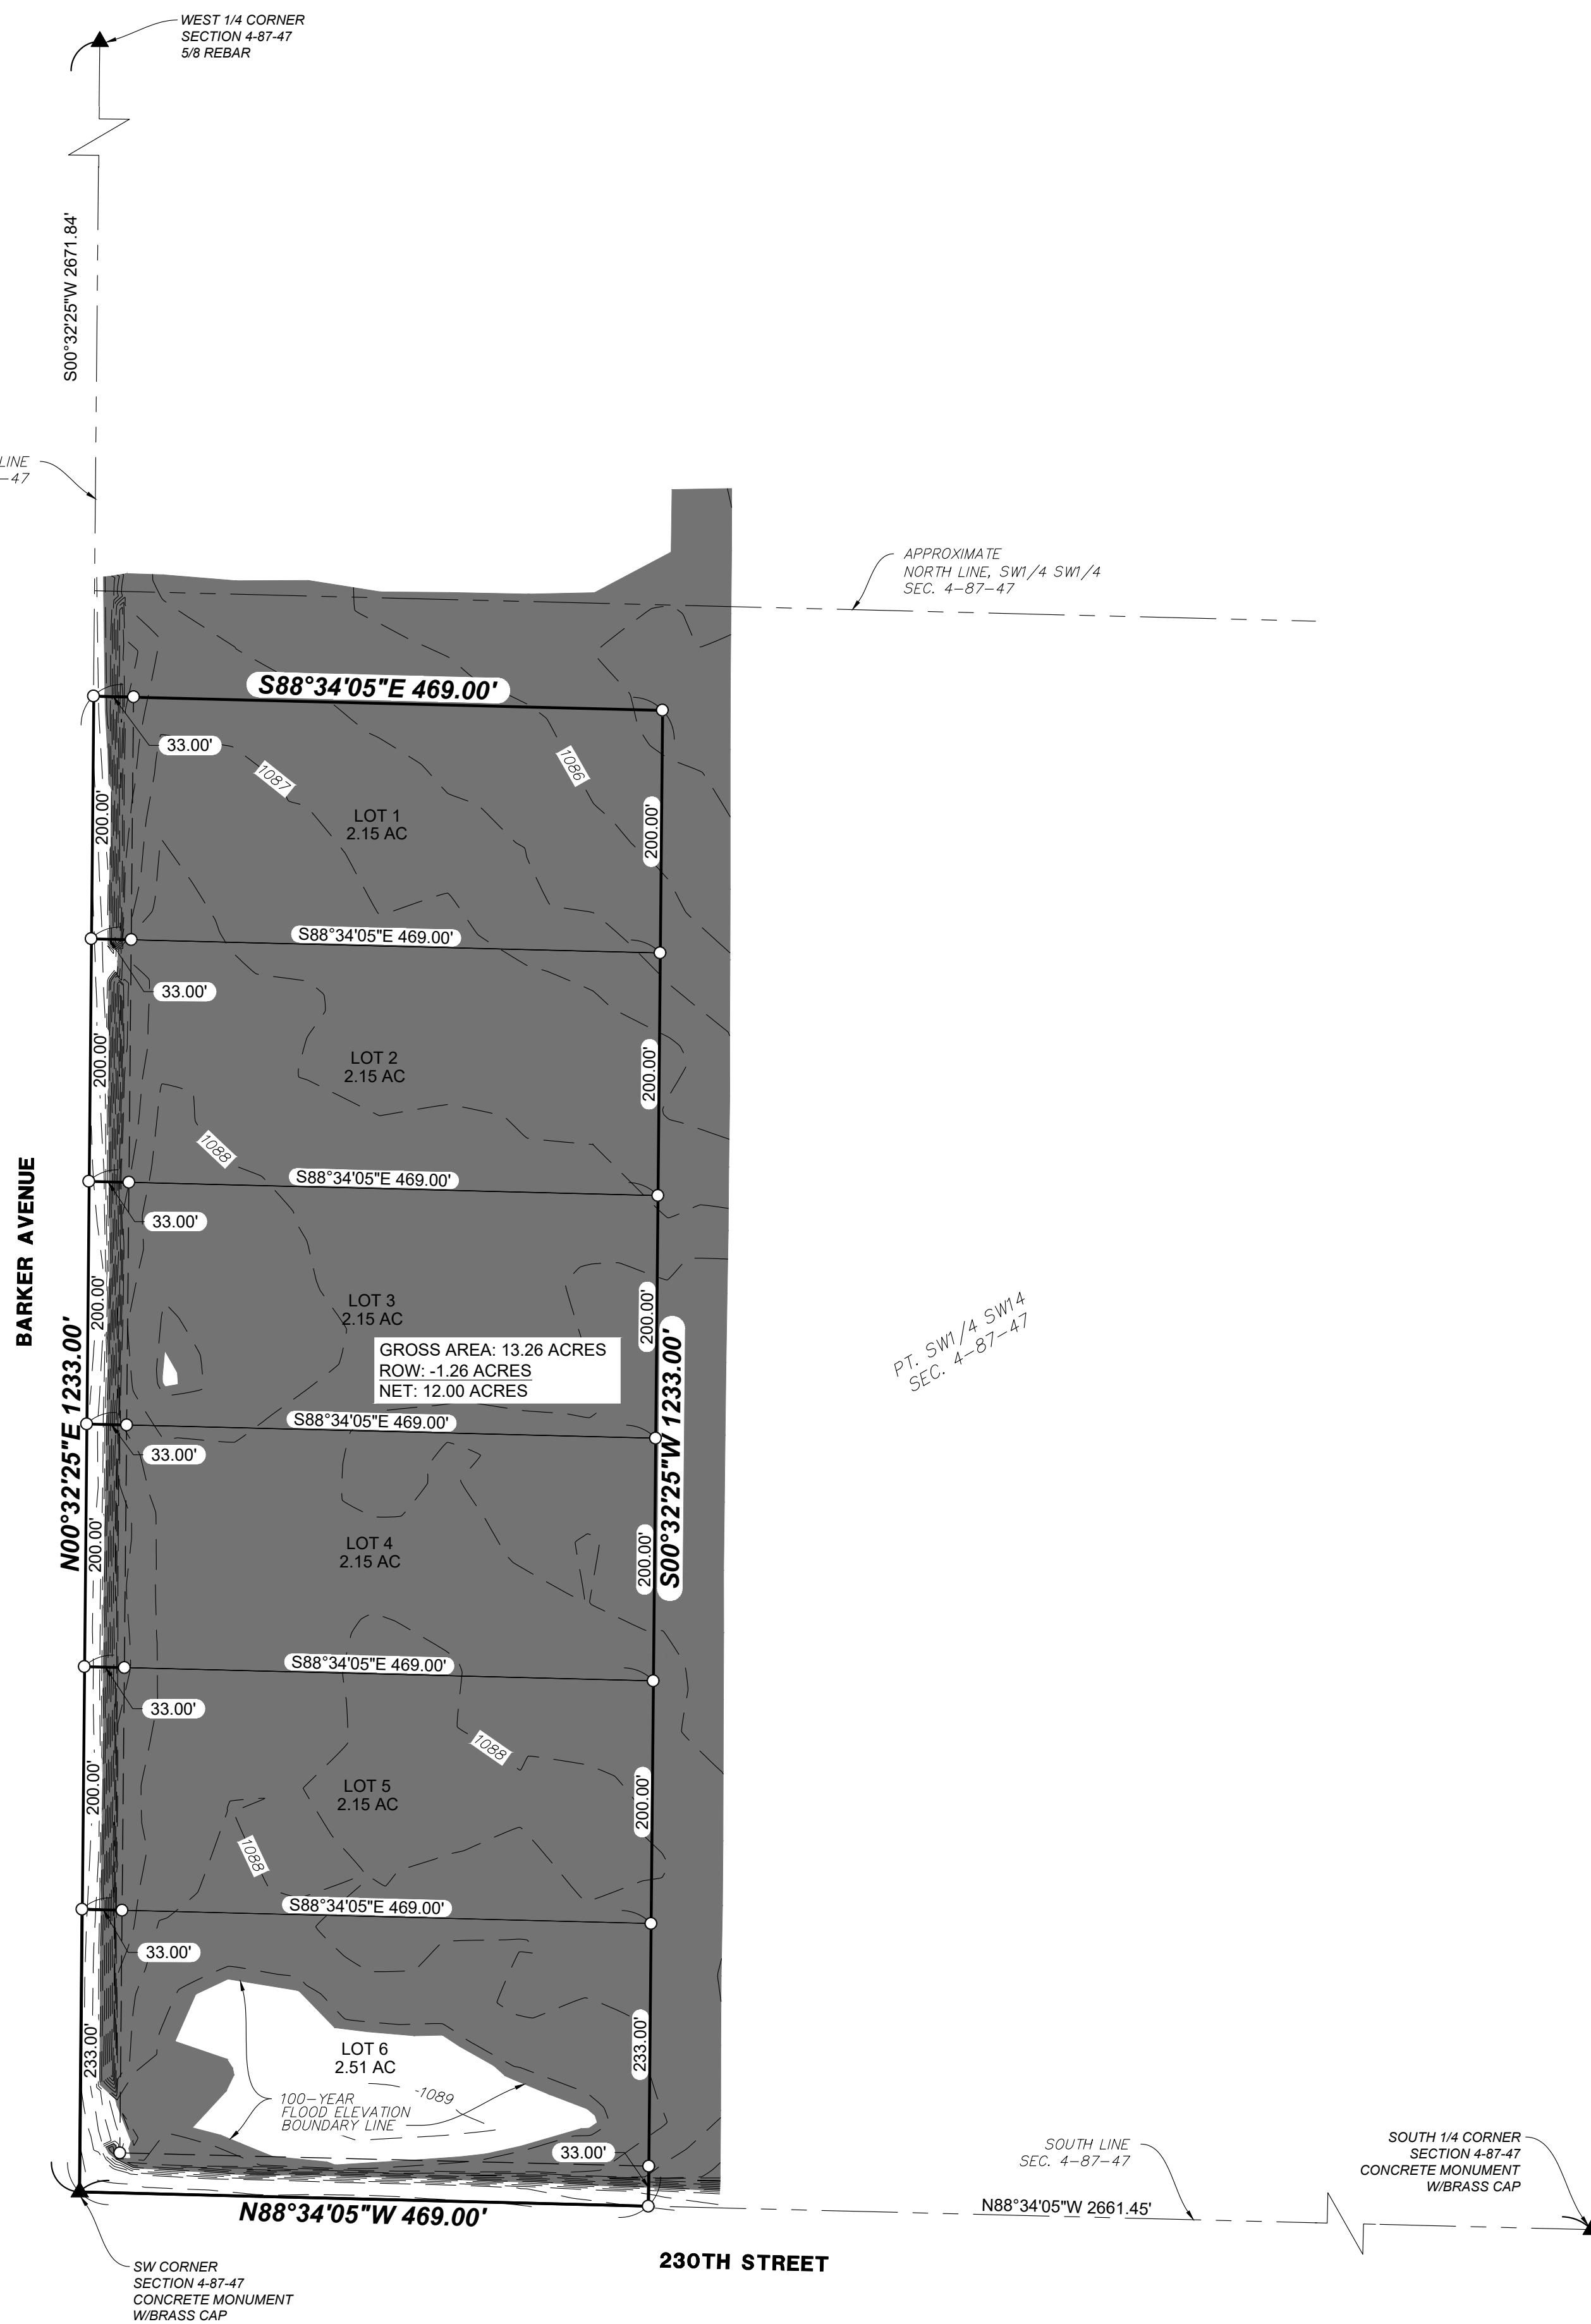 WEST 1/4 CORNER
SECTION 4-87-47
5/8 REBAR
S00°32'25"W 2671.84'
LINE
-47
APPROXIMATE
NORTH LINE, SW1/4 SW1/4
SEC. 4-87-47
S88°34'05"E 469.00'
33.00'
1087
1086
200.00'
LOT 1
2.15 AC
200.00'
S88°34'05"E 469.00'
33.00'
200.00'
LOT 2
2.15 AC
200.00'
1088
S88°34'05"E 469.00'
33.00'
BARKER AVENUE
200.00'
LOT 3
2.15 AC
200.00'
GROSS AREA: 13.26 ACRES
ROW: -1.26 ACRES
NET: 12.00 ACRES
PT. SW1/4 SW14
SEC. 4-87-47
N00°32'25"E 1233.00'
S00°32'25"W 1233.00'
S88°34'05"E 469.00'
33.00'
200.00'
LOT 4
2.15 AC
200.00'
S88°34'05"E 469.00'
33.00'
1088
200.00'
LOT 5
2.15 AC
200.00'
1088
S88°34'05"E 469.00'
33.00'
233.00'
LOT 6
2.51 AC
233.00'
1089
100-YEAR
FLOOD ELEVATION
BOUNDARY LINE
33.00'
SOUTH LINE
SEC. 4-87-47
SOUTH 1/4 CORNER
SECTION 4-87-47
CONCRETE MONUMENT
W/BRASS CAP
N88°34'05"W 469.00'
N88°34'05"W 2661.45'
230TH STREET
SW CORNER
SECTION 4-87-47
CONCRETE MONUMENT
W/BRASS CAP